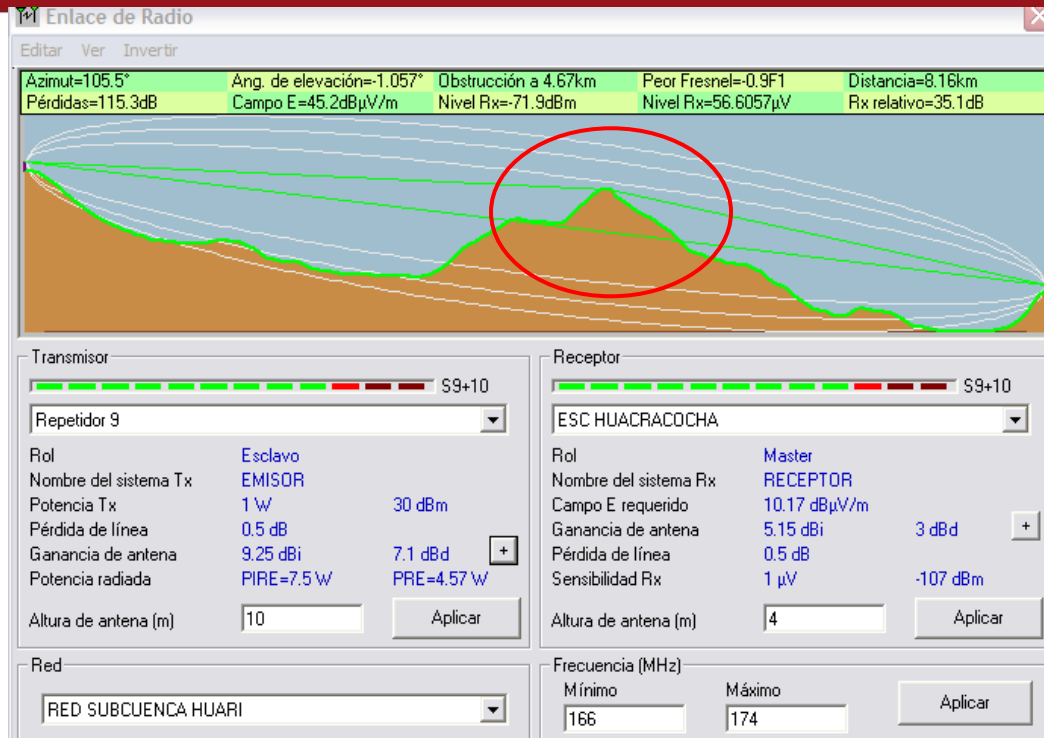 Enlace de Radio
Editar Ver Invertir
Azimut=105.5° Ang. de elevación=-1.057° Obstrucción a 4.67km Peor Fresnel=-0.9F1 Distancia=8.16km
Pérdidas=115.3dB Campo E=45.2dBµV/m Nivel Rx=-71.9dBm Nivel Rx=56.6057µV Rx relativo=35.1dB
Transmisor Receptor
S9+10 S9+10
Repetidor 9 ESC HUACRACOCHA
Rol Esclavo Rol Master
Nombre del sistema Tx EMISOR Nombre del sistema Rx RECEPTOR
Potencia Tx 1 W 30 dBm Campo E requerido 10.17 dBµV/m
Pérdida de línea 0.5 dB Ganancia de antena 5.15 dBi 3 dBd +
Ganancia de antena 9.25 dBi 7.1 dBd + Pérdida de línea 0.5 dB
Potencia radiada PIRE=7.5 W PRE=4.57 W Sensibilidad Rx 1 µV -107 dBm
Altura de antena (m) 10 Aplicar Altura de antena (m) 4 Aplicar
Red Frecuencia (MHz)
Mínimo Máximo
RED SUBCUENCA HUARI 166 174 Aplicar